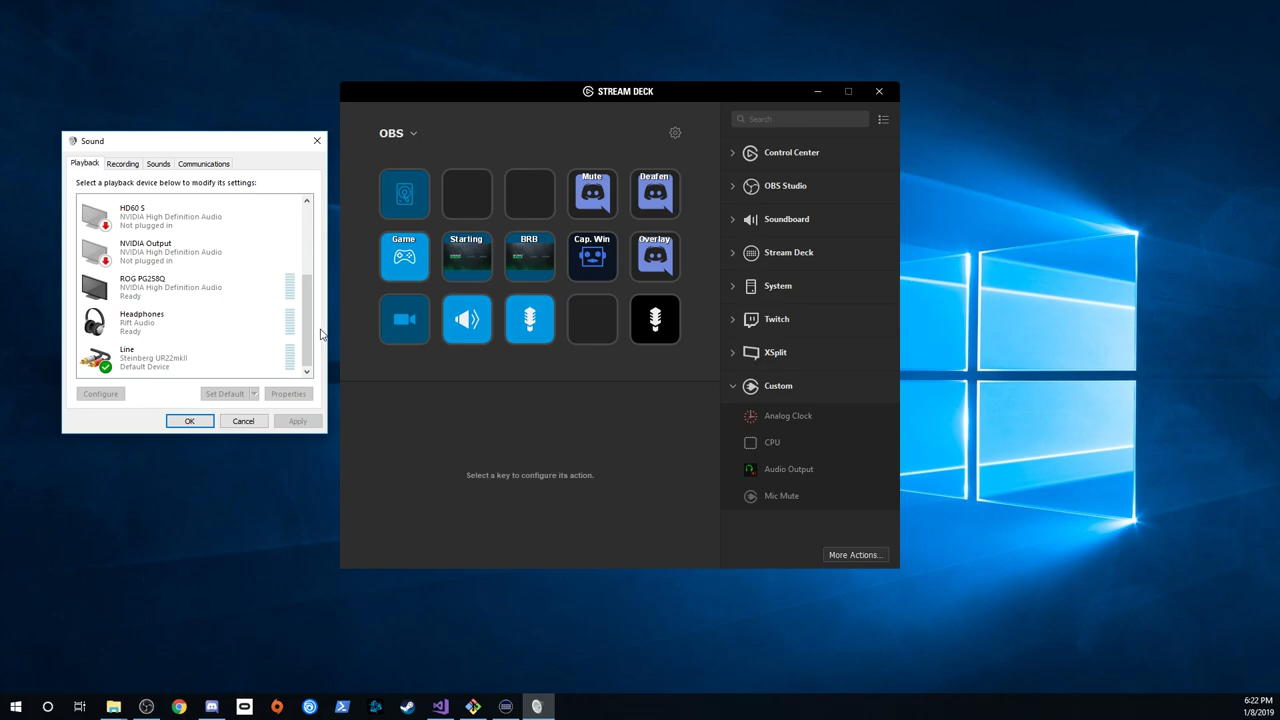 STREAM DECK
OBS
Search
Control Center
OBS Studio
Soundboard
Stream Deck
System
Twitch
XSplit
Custom
Analog Clock
CPU
Audio Output
Mic Mute
More Actions...
Mute
Deafen
Game
Starting
BRB
Cap. Win
Overlay
Select a key to configure its action.
Sound
Playback
Recording
Sounds
Communications
Select a playback device below to modify its settings:
HD60 S
NVIDIA High Definition Audio
Not plugged in
NVIDIA Output
NVIDIA High Definition Audio
Not plugged in
ROG PG258Q
NVIDIA High Definition Audio
Ready
Headphones
Rift Audio
Ready
Line
Steinberg UR22mkII
Default Device
Configure
Set Default
Properties
OK
Cancel
Apply
6:22 PM
1/8/2019